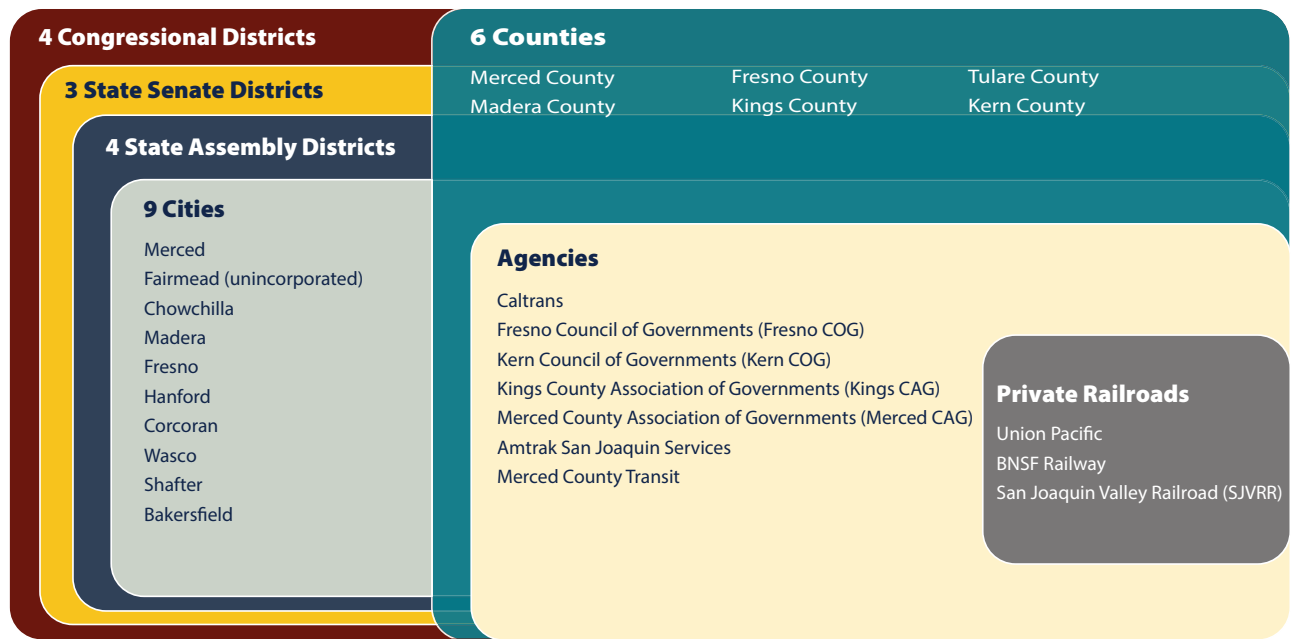 4 Congressional Districts
3 State Senate Districts
4 State Assembly Districts
9 Cities
Merced
Fairmead (unincorporated)
Chowchilla
Madera
Fresno
Hanford
Corcoran
Wasco
Shafter
Bakersfield
6 Counties
Merced County
Madera County
Fresno County
Kings County
Tulare County
Kern County
Agencies
Caltrans
Fresno Council of Governments (Fresno COG)
Kern Council of Governments (Kern COG)
Kings County Association of Governments (Kings CAG)
Merced County Association of Governments (Merced CAG)
Amtrak San Joaquin Services
Merced County Transit
Private Railroads
Union Pacific
BNSF Railway
San Joaquin Valley Railroad (SJVRR)